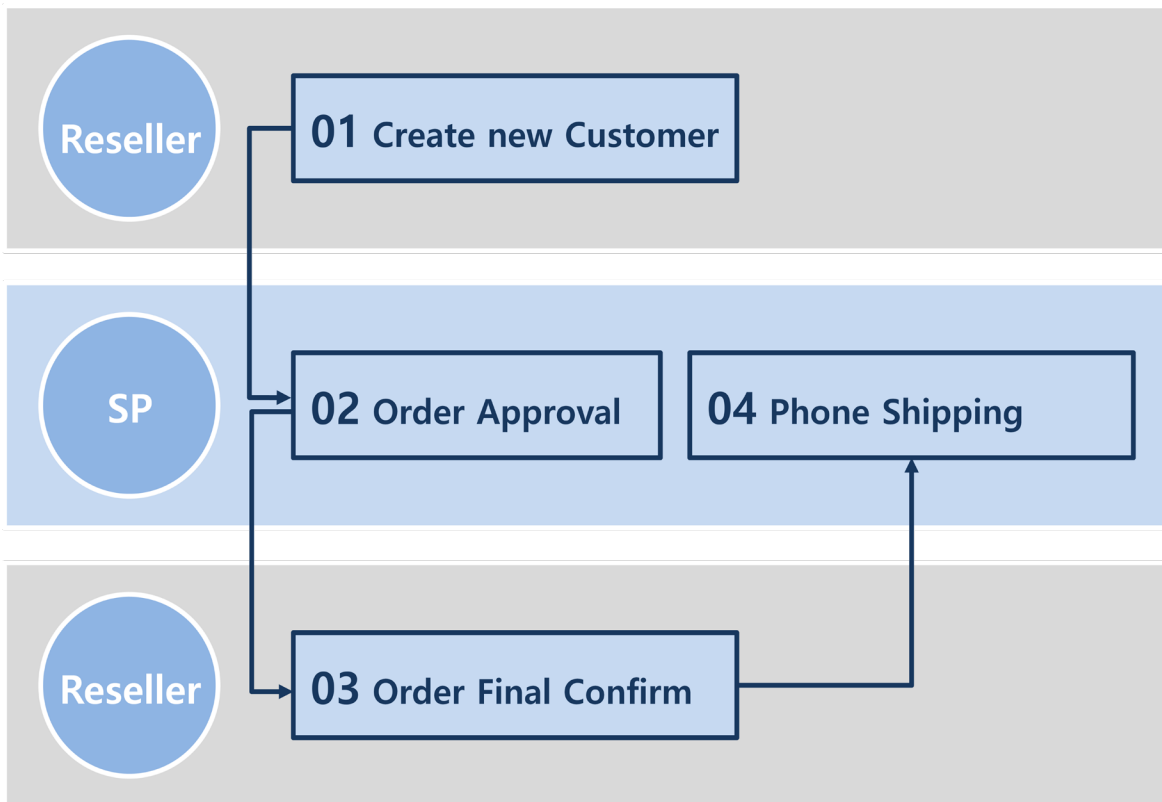 Reseller
01 Create new Customer
SP
02 Order Approval
04 Phone Shipping
Reseller
03 Order Final Confirm